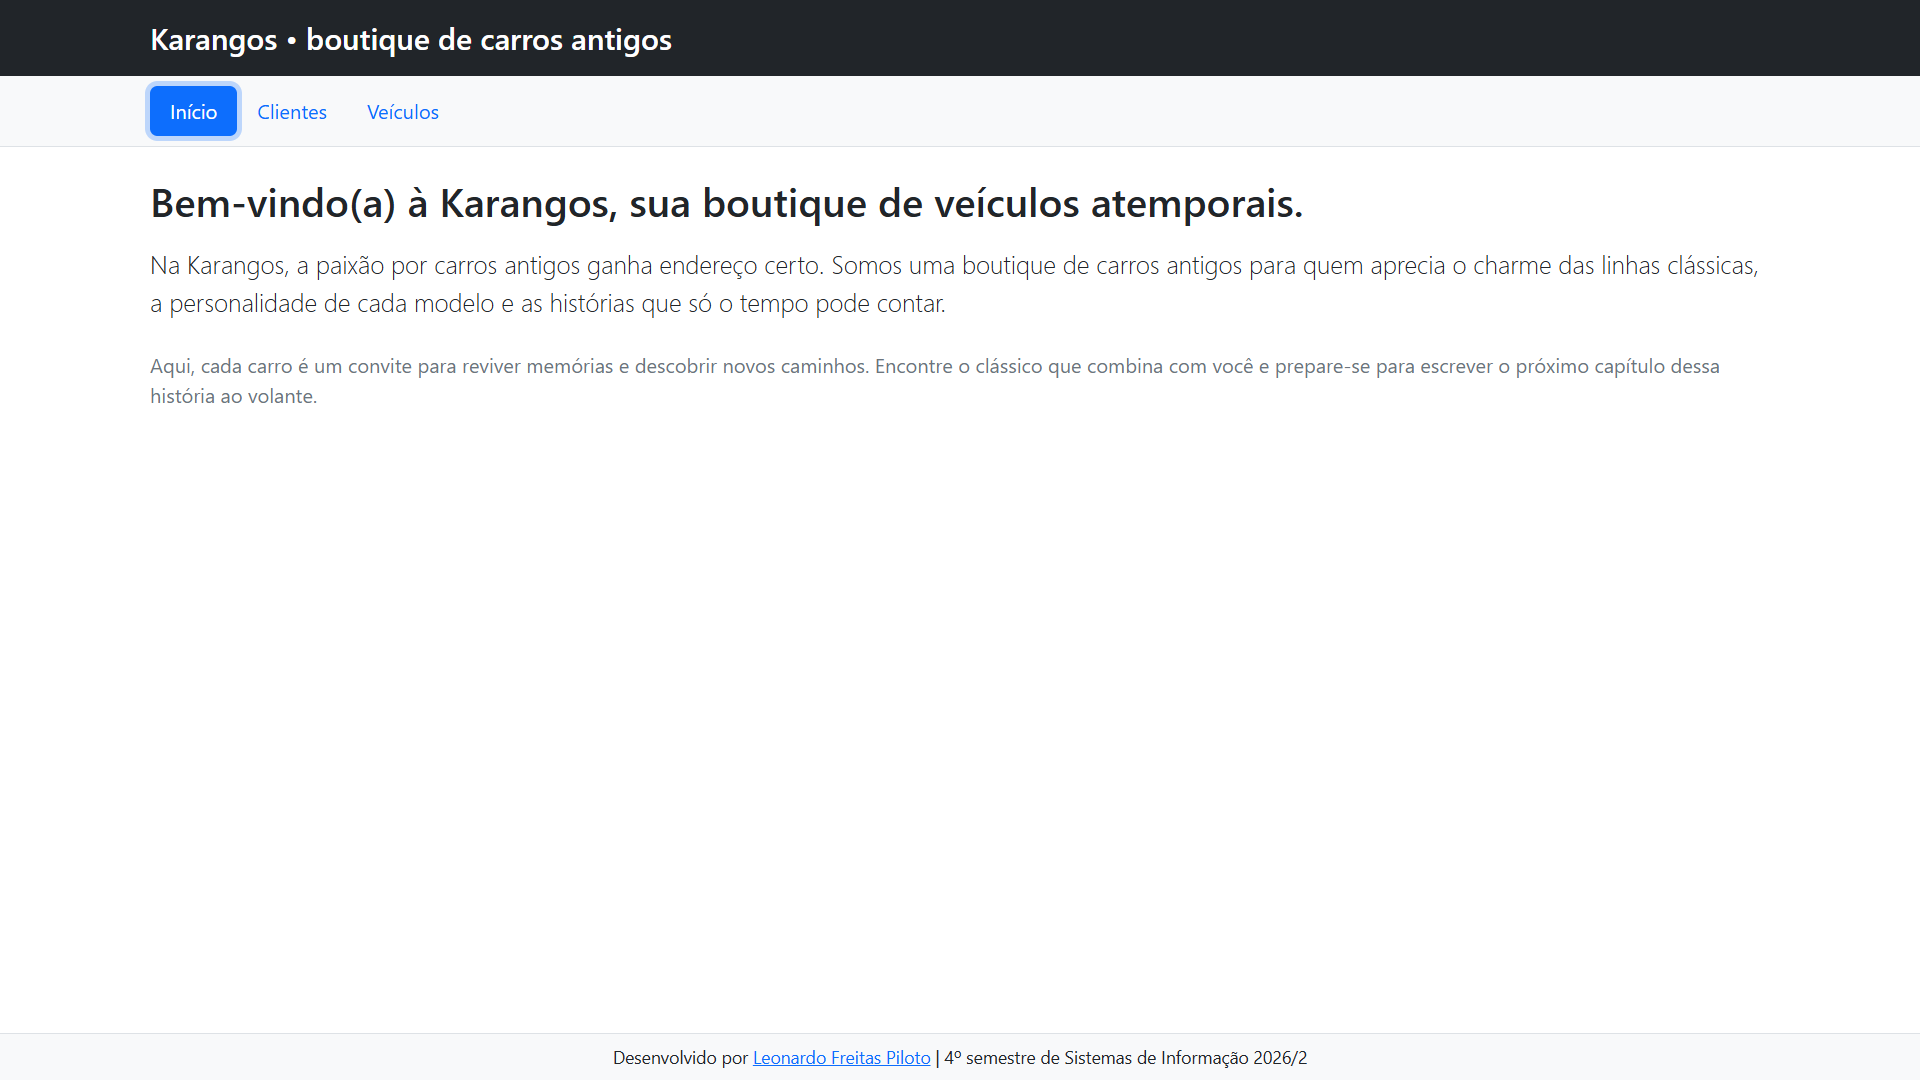 Karangos • boutique de carros antigos
Início
Clientes
Veículos
Bem-vindo(a) à Karangos, sua boutique de veículos atemporais.
Na Karangos, a paixão por carros antigos ganha endereço certo. Somos uma boutique de carros antigos para quem aprecia o charme das linhas clássicas,
a personalidade de cada modelo e as histórias que só o tempo pode contar.
Aqui, cada carro é um convite para reviver memórias e descobrir novos caminhos. Encontre o clássico que combina com você e prepare-se para escrever o próximo capítulo dessa
história ao volante.
Desenvolvido por Leonardo Freitas Piloto | 4º semestre de Sistemas de Informação 2026/2